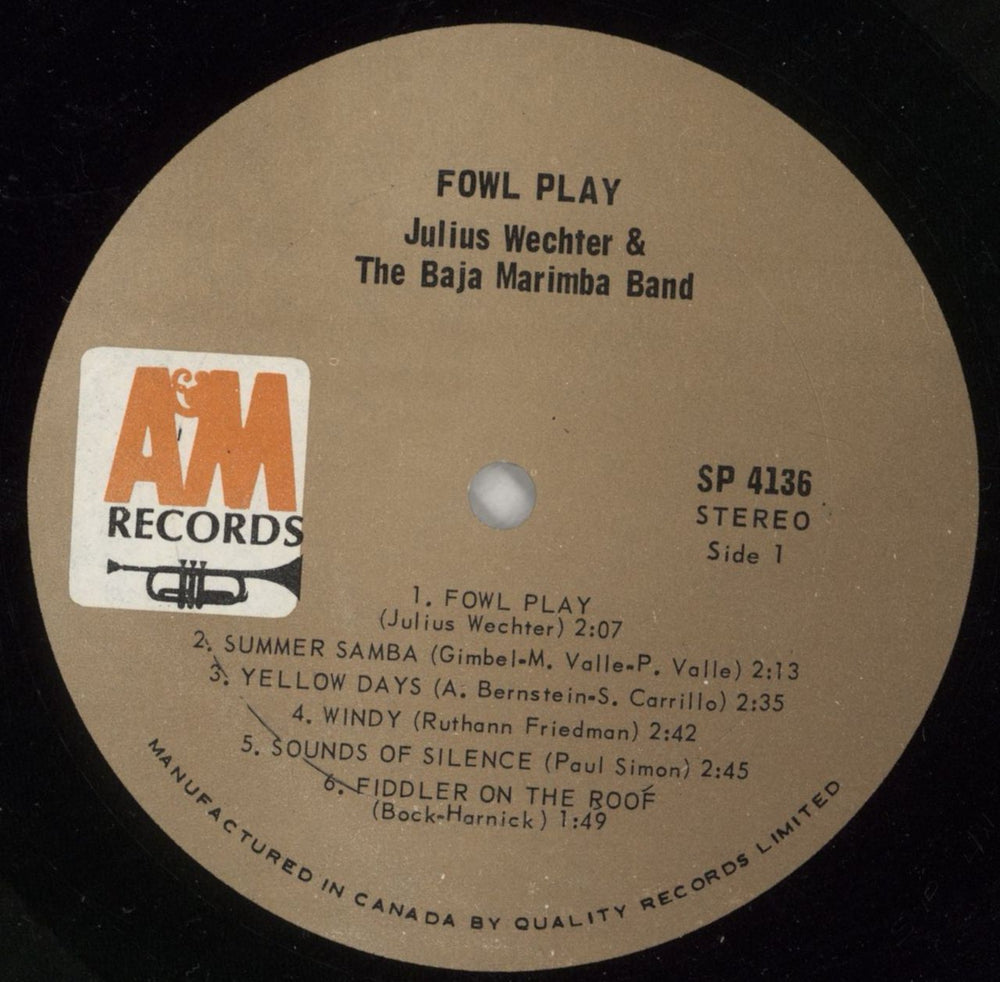 FOWL PLAY
Julius Wechter &
The Baja Marimba Band
A&M
RECORDS
SP 4136
STEREO
Side 1
1. FOWL PLAY
(Julius Wechter) 2:07
2. SUMMER SAMBA (Gimbel-M. Valle-P. Valle) 2:13
3. YELLOW DAYS (A. Bernstein-S. Carrillo) 2:35
4. WINDY (Ruthann Friedman) 2:42
5. SOUNDS OF SILENCE (Paul Simon) 2:45
6. FIDDLER ON THE ROOF
(Bock-Harnick) 1:49
MANUFACTURED IN CANADA BY QUALITY RECORDS LIMITED